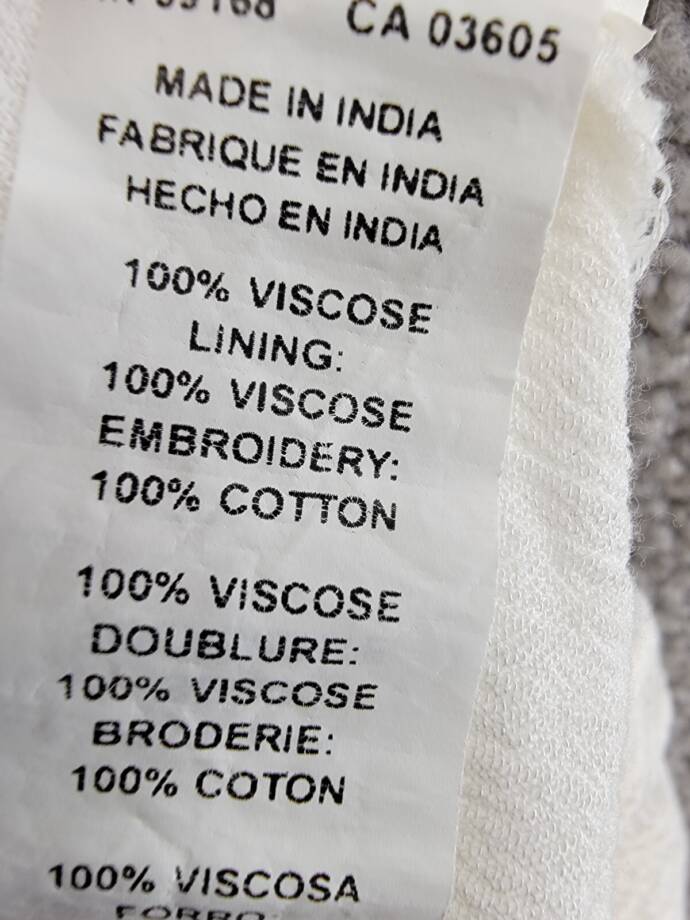 CA 03605
MADE IN INDIA
FABRIQUE EN INDIA
HECHO EN INDIA
100% VISCOSE
LINING:
100% VISCOSE
EMBROIDERY:
100% COTTON
100% VISCOSE
DOUBLURE:
100% VISCOSE
BRODERIE:
100% COTON
100% VISCOSA
FORRO: